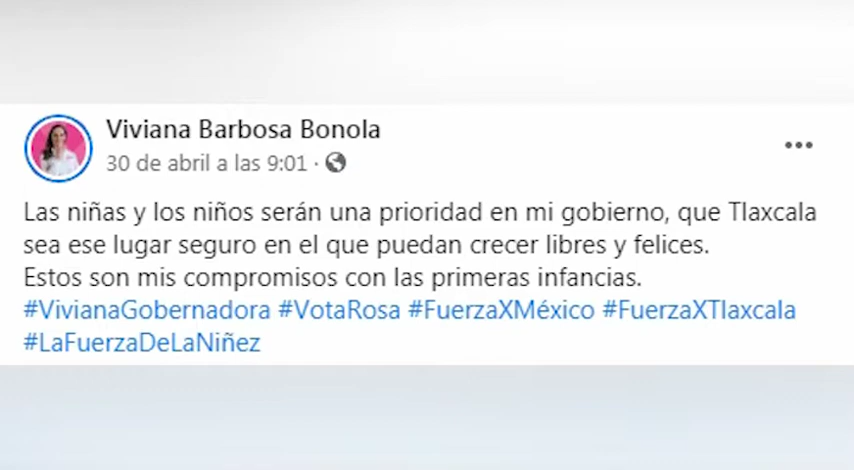 Viviana Barbosa Bonola
30 de abril a las 9:01 ·
Las niñas y los niños serán una prioridad en mi gobierno, que Tlaxcala
sea ese lugar seguro en el que puedan crecer libres y felices.
Estos son mis compromisos con las primeras infancias.
#VivianaGobernadora #VotaRosa #FuerzaXMéxico #FuerzaXTlaxcala
#LaFuerzaDeLaNiñez